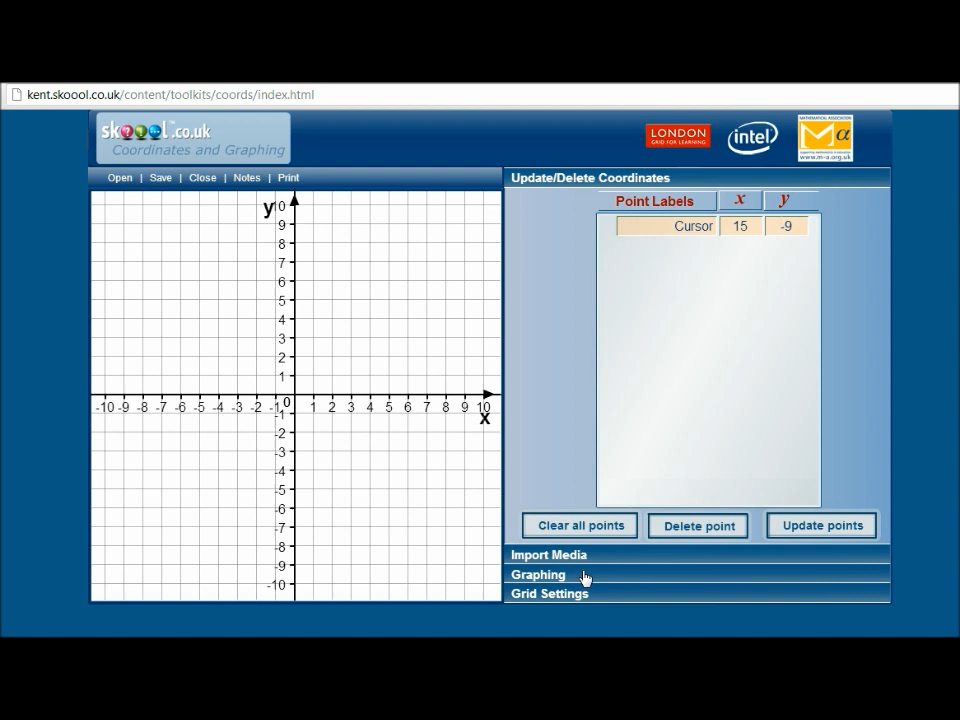 kent.skoool.co.uk/content/toolkits/coords/index.html
skoool.co.uk
Coordinates and Graphing
LONDON
GRID FOR LEARNING
intel
MATHEMATICAL ASSOCIATION
Mα
www.m-a.org.uk
Open | Save | Close | Notes | Print
Update/Delete Coordinates
Point Labels x y
Cursor 15 -9
y
10
9
8
7
6
5
4
3
2
1
0
-10 -9 -8 -7 -6 -5 -4 -3 -2 -1 1 2 3 4 5 6 7 8 9 10
x
-1
-2
-3
-4
-5
-6
-7
-8
-9
-10
Clear all points Delete point Update points
Import Media
Graphing
Grid Settings